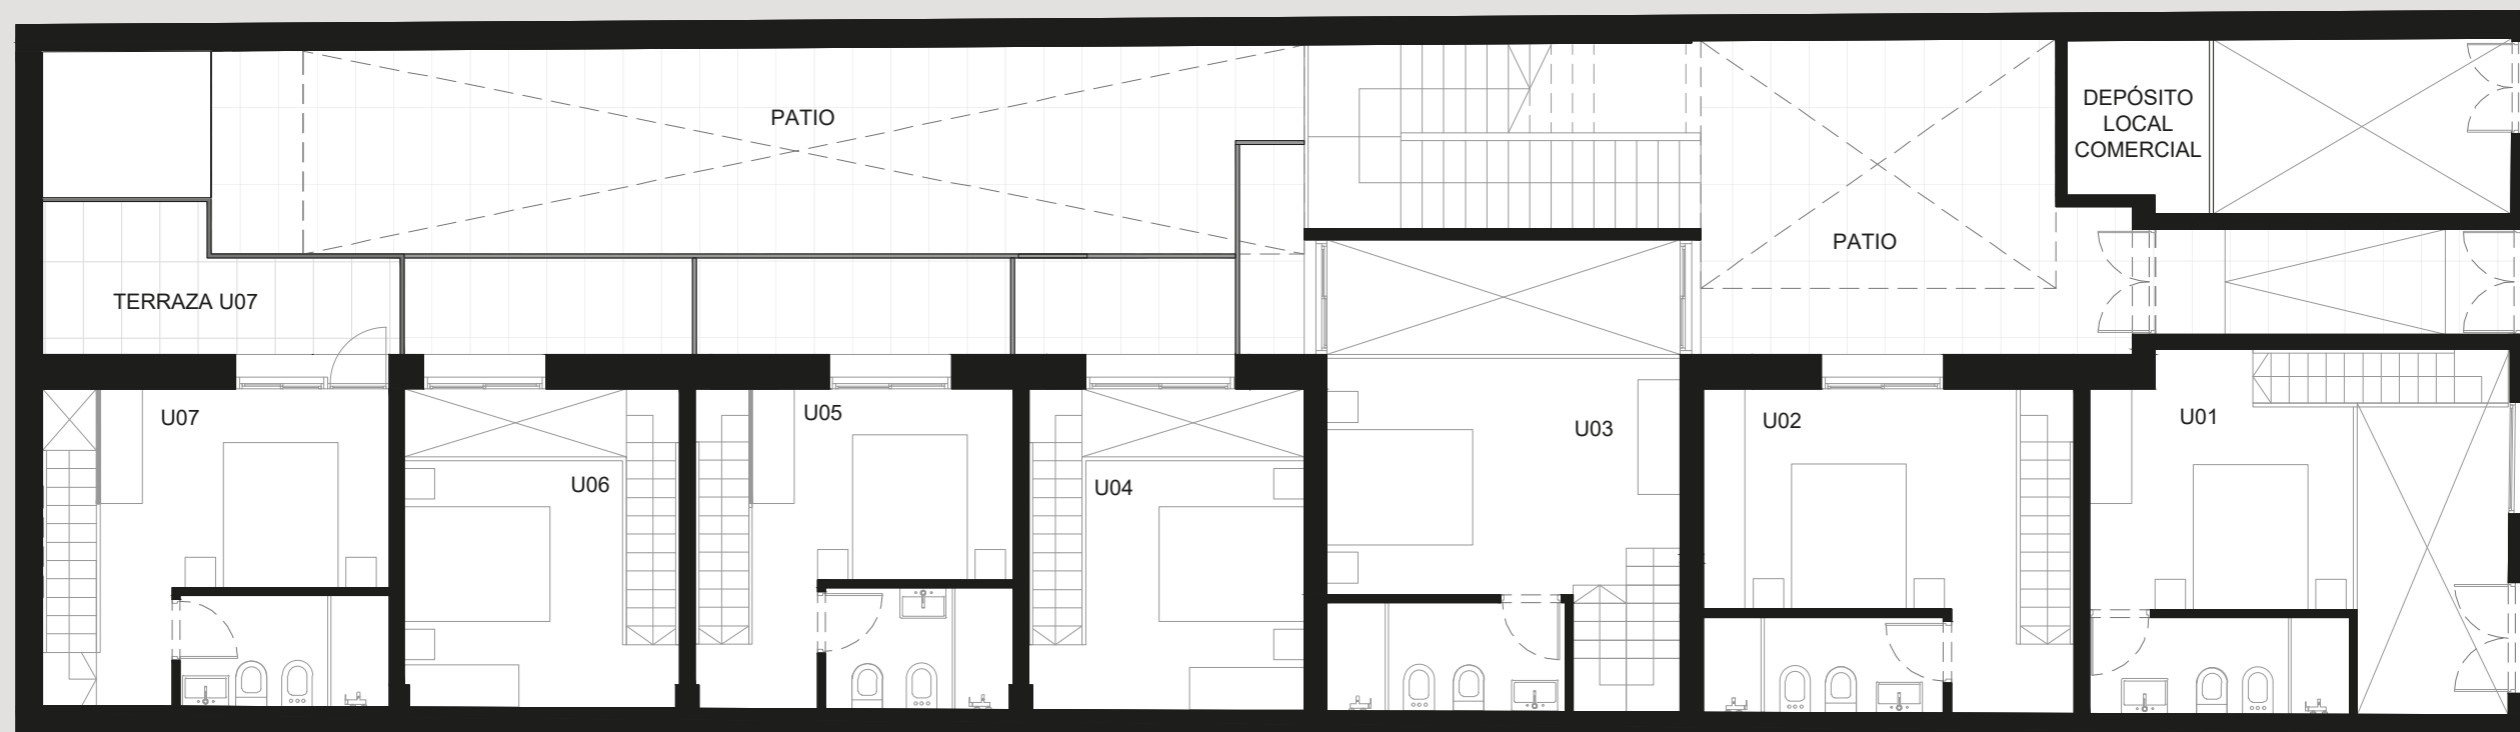 PATIO
DEPÓSITO
LOCAL
COMERCIAL
PATIO
TERRAZA U07
U07
U06
U05
U04
U03
U02
U01